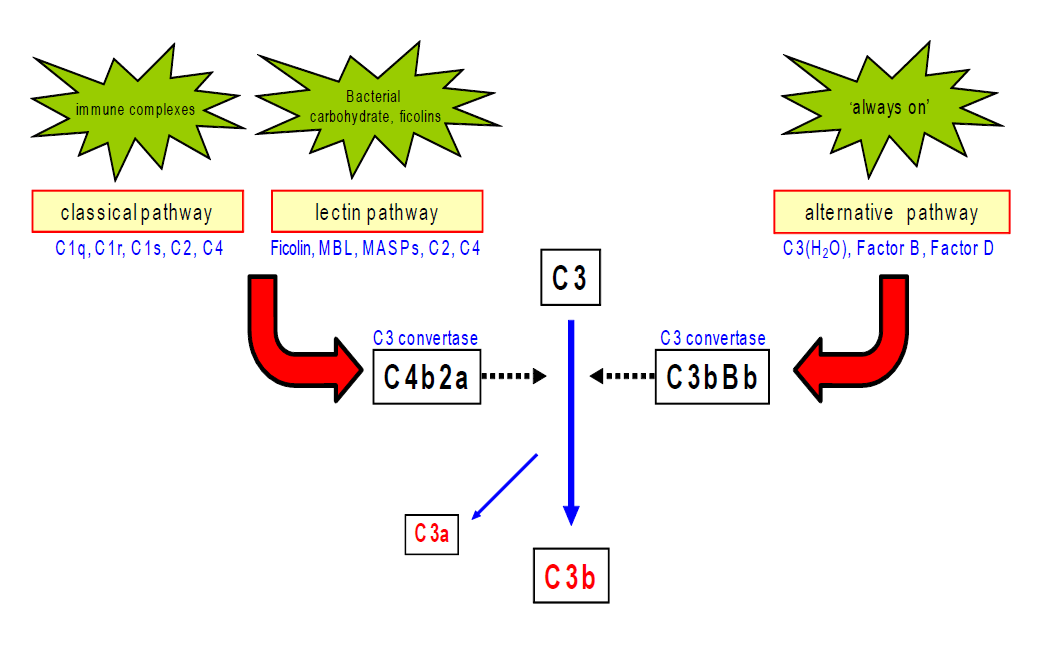 immune complexes
Bacterial
carbohydrate, ficolins
‘always on’
classical pathway
lectin pathway
alternative pathway
C1q, C1r, C1s, C2, C4
Ficolin, MBL, MASPs, C2, C4
C3(H₂O), Factor B, Factor D
C3
C3 convertase
C3 convertase
C4b2a
C3bBb
C3a
C3b